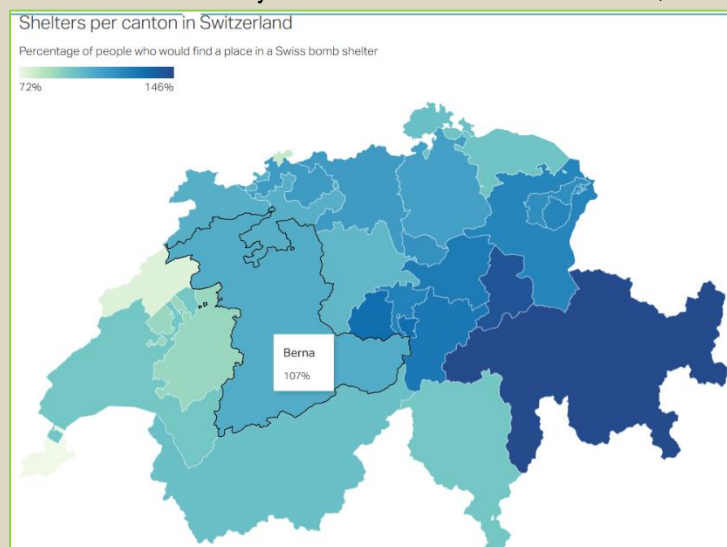 Shelters per canton in Switzerland
Percentage of people who would find a place in a Swiss bomb shelter
72% 146%
Berna
107%